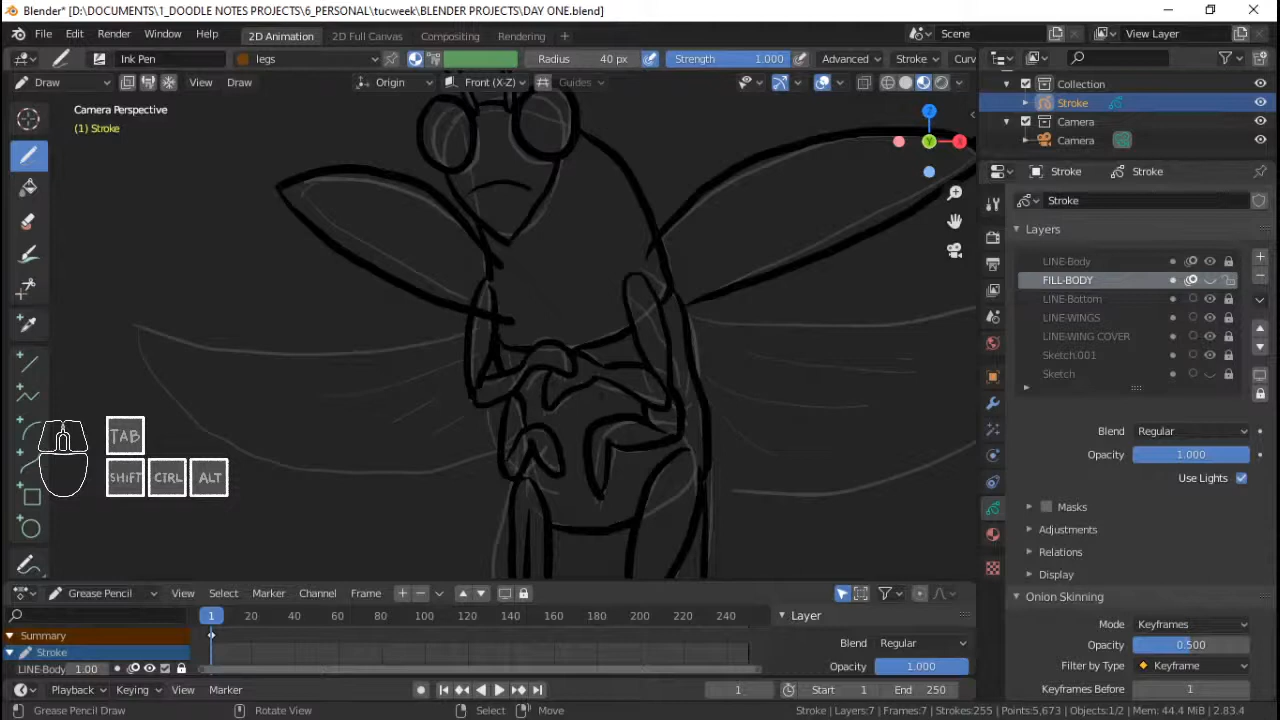 Blender* [D:\DOCUMENTS\1_DOODLE NOTES PROJECTS\6_PERSONAL\tucweek\BLENDER PROJECTS\DAY ONE.blend]
File Edit Render Window Help 2D Animation 2D Full Canvas Compositing Rendering Scene View Layer
Ink Pen legs Radius 40 px Strength 1.000 Advanced Stroke Curv
Draw View Draw Origin Front (X-Z) Guides
Camera Perspective
(1) Stroke
Z
Y
X
Collection
Stroke
Camera
Camera
Stroke Stroke
Stroke
Layers
LINE-Body
FILL-BODY
LINE-Bottom
LINE-WINGS
LINE-WING COVER
Sketch.001
Sketch
Blend Regular
Opacity 1.000
Use Lights
Masks
Adjustments
Relations
Display
Onion Skinning
Mode Keyframes
Opacity 0.500
Filter by Type Keyframe
Keyframes Before 1
TAB
SHIFT CTRL ALT
Grease Pencil View Select Marker Channel Frame
1 20 40 60 80 100 120 140 160 180 200 220 240
Layer
Summary
Stroke
LINE-Body 1.00
Blend Regular
Opacity 1.000
Playback Keying View Marker 1 Start 1 End 250
Grease Pencil Draw Rotate View Select Move Stroke | Layers:7 | Frames:7 | Strokes:255 | Points:5,673 | Objects:1/2 | Mem: 44.4 MiB | 2.83.4